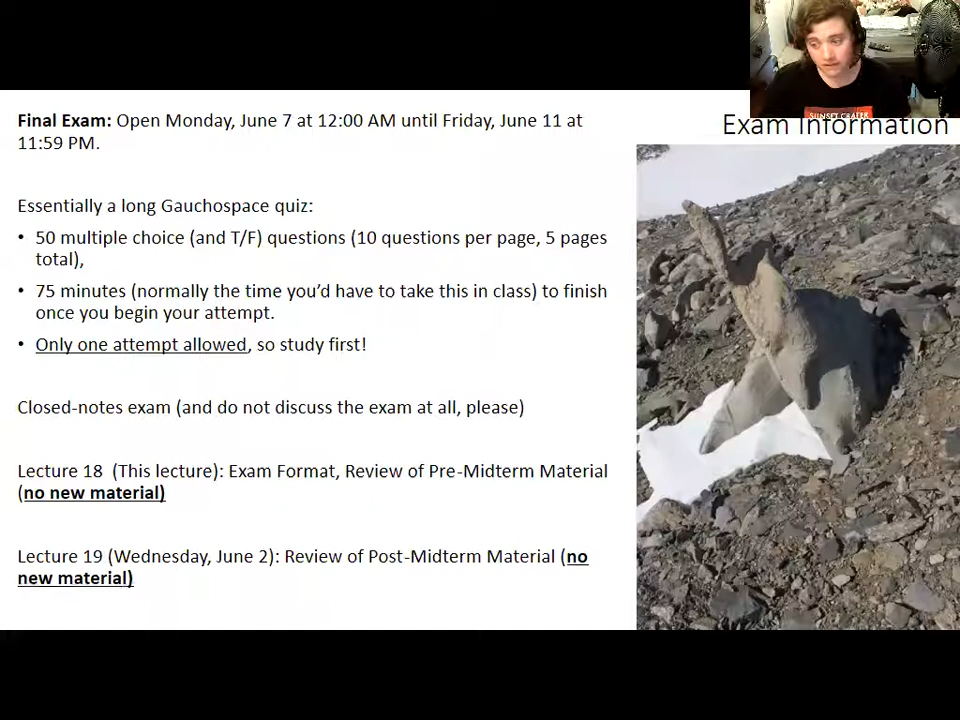 SUNSET CRATER
Exam Information
Final Exam: Open Monday, June 7 at 12:00 AM until Friday, June 11 at
11:59 PM.
Essentially a long Gauchospace quiz:
• 50 multiple choice (and T/F) questions (10 questions per page, 5 pages
total),
• 75 minutes (normally the time you’d have to take this in class) to finish
once you begin your attempt.
• Only one attempt allowed, so study first!
Closed-notes exam (and do not discuss the exam at all, please)
Lecture 18  (This lecture): Exam Format, Review of Pre-Midterm Material
(no new material)
Lecture 19 (Wednesday, June 2): Review of Post-Midterm Material (no
new material)